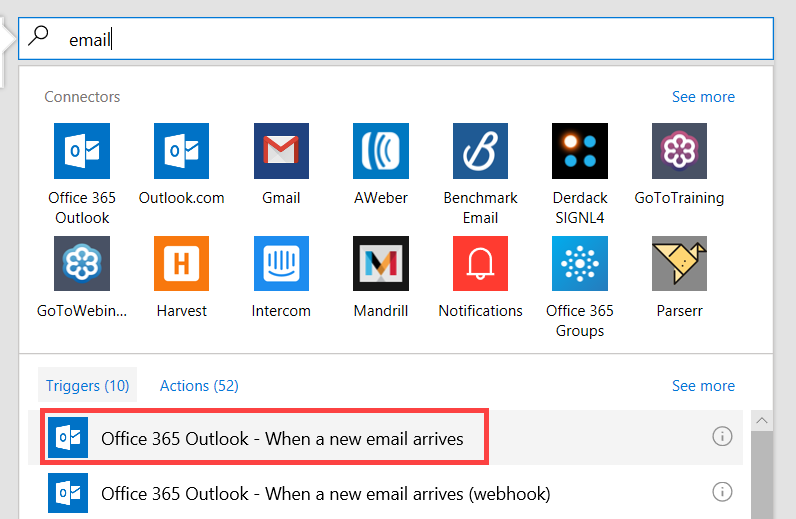 email
Connectors See more
Office 365 Outlook
Outlook.com
Gmail
AWeber
Benchmark Email
Derdack SIGNL4
GoToTraining
GoToWebin...
Harvest
Intercom
Mandrill
Notifications
Office 365 Groups
Parserr
Triggers (10) Actions (52) See more
Office 365 Outlook - When a new email arrives
Office 365 Outlook - When a new email arrives (webhook)